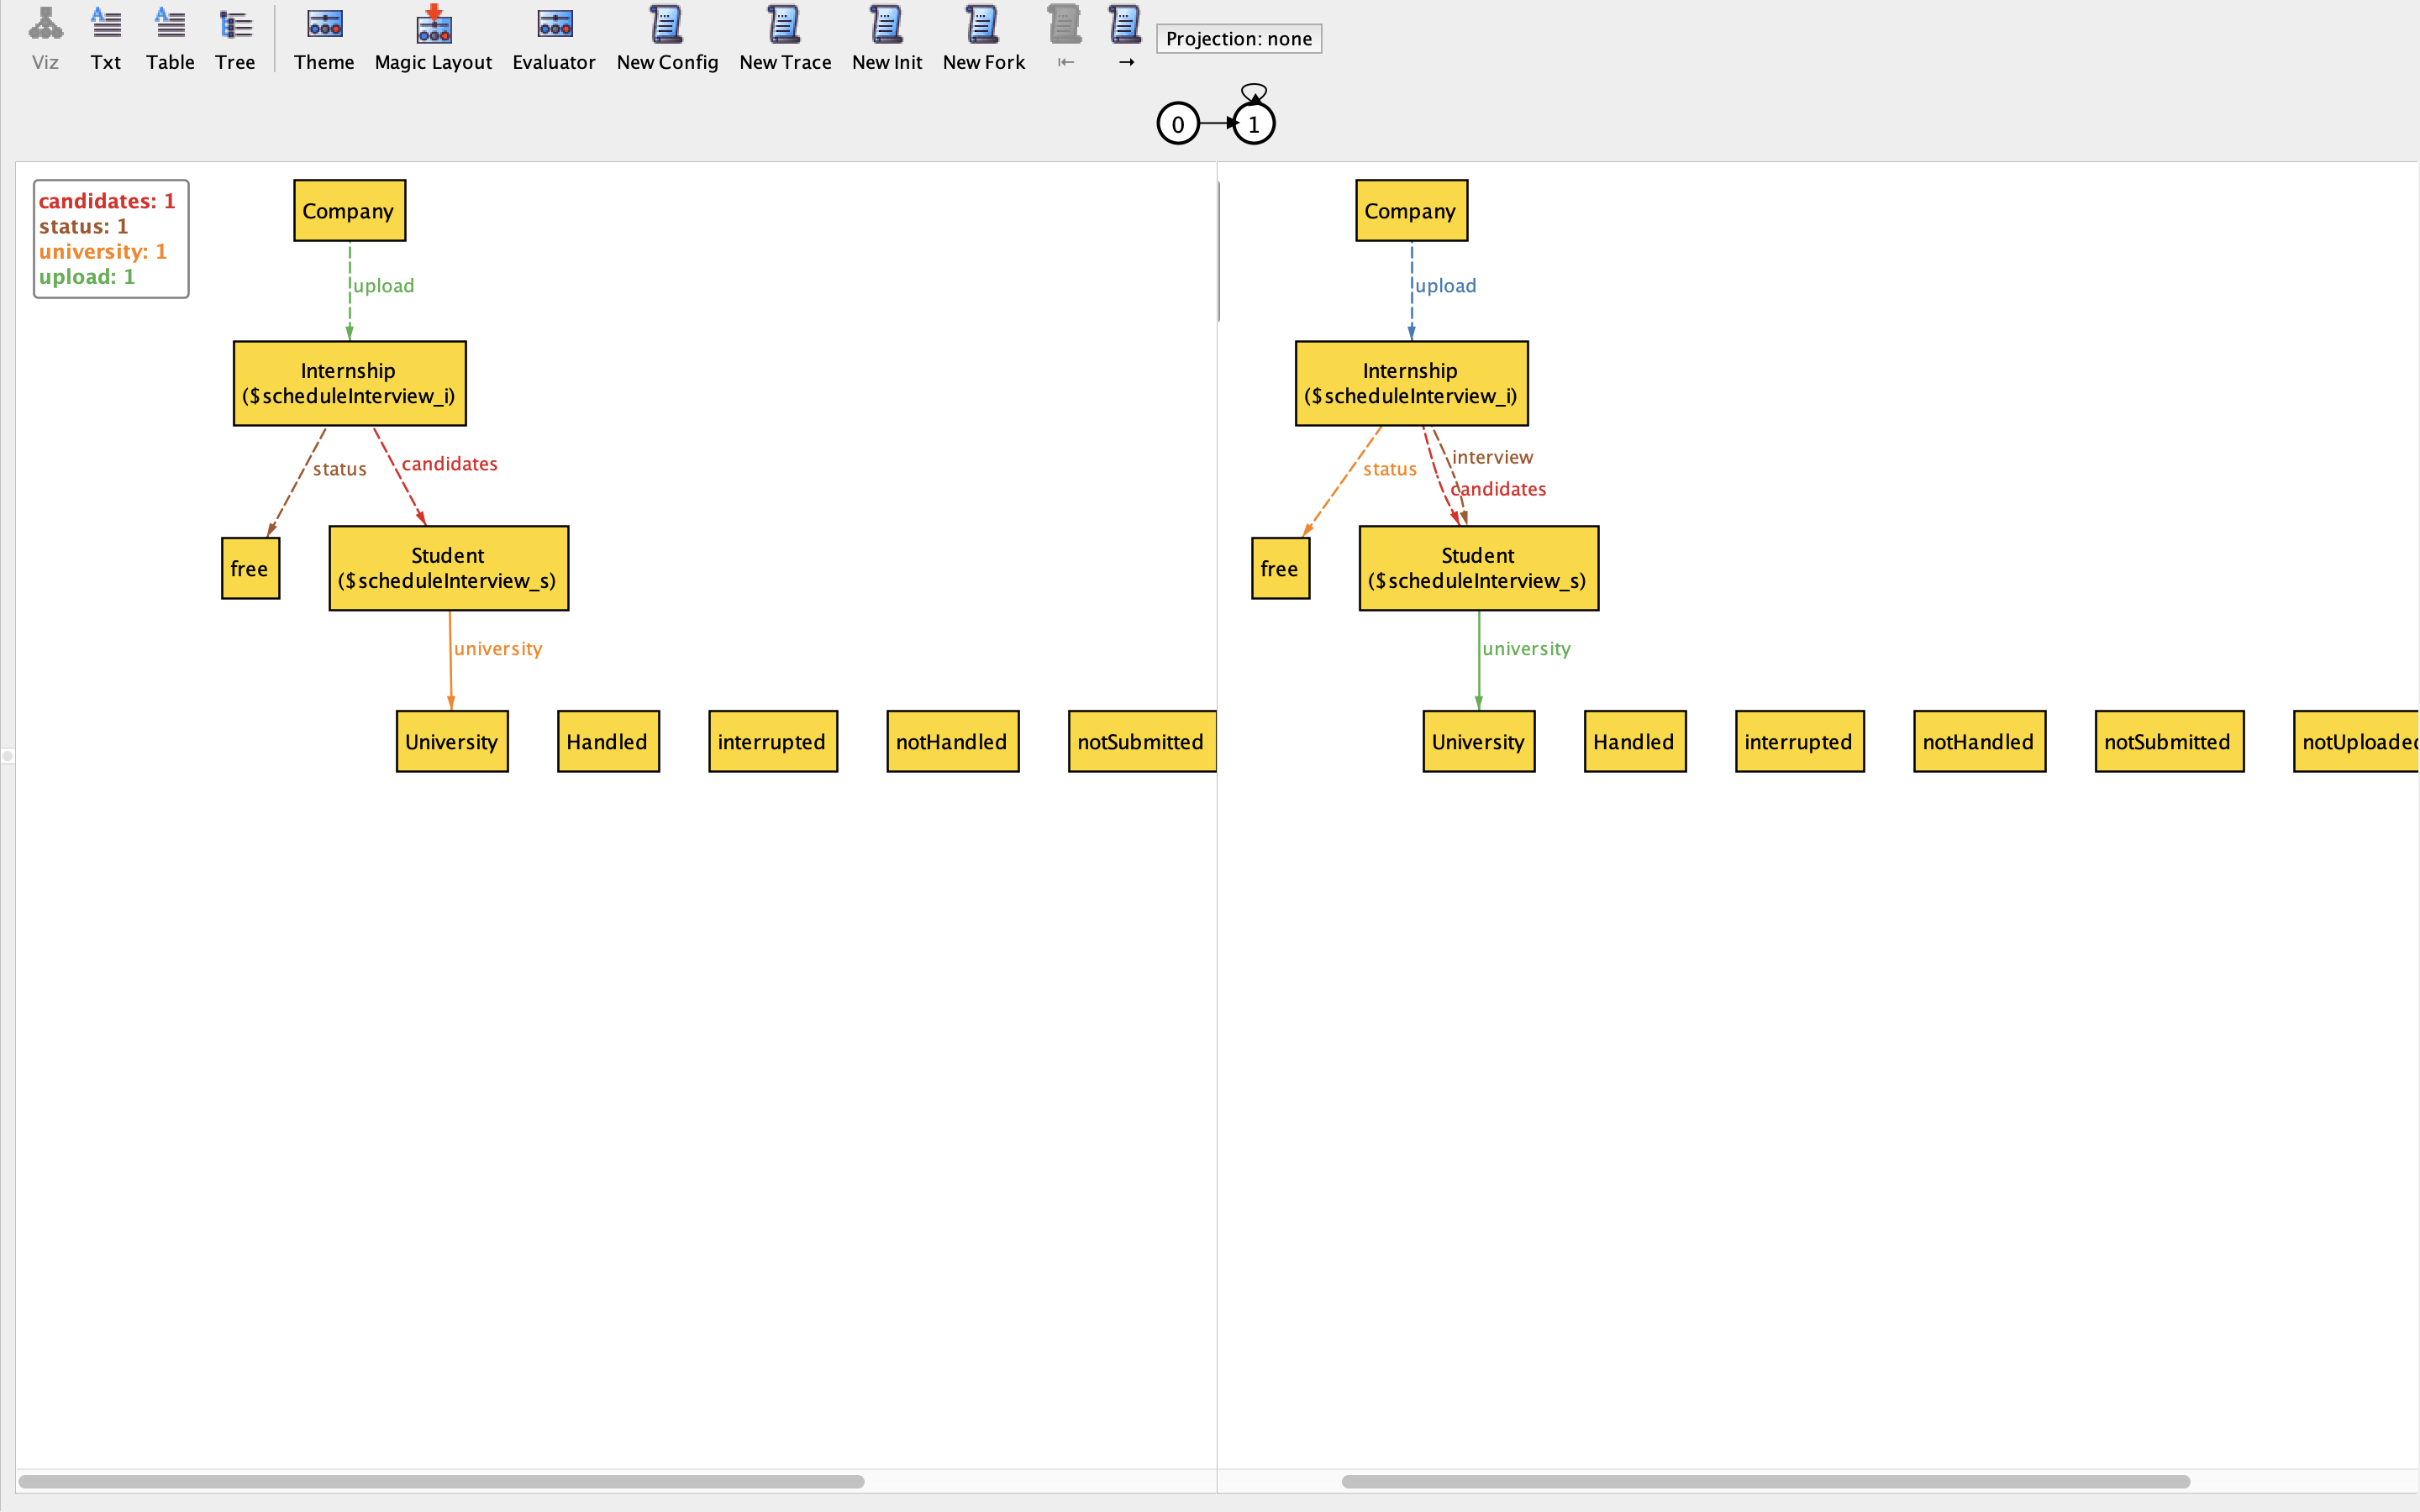 Viz Txt Table Tree Theme Magic Layout Evaluator New Config New Trace New Init New Fork
Projection: none
0 1
candidates: 1
status: 1
university: 1
upload: 1
Company
upload
Internship
($scheduleInterview_i)
status
candidates
free
Student
($scheduleInterview_s)
university
University
Handled
interrupted
notHandled
notSubmitted
Company
upload
Internship
($scheduleInterview_i)
interview
status
candidates
free
Student
($scheduleInterview_s)
university
University
Handled
interrupted
notHandled
notSubmitted